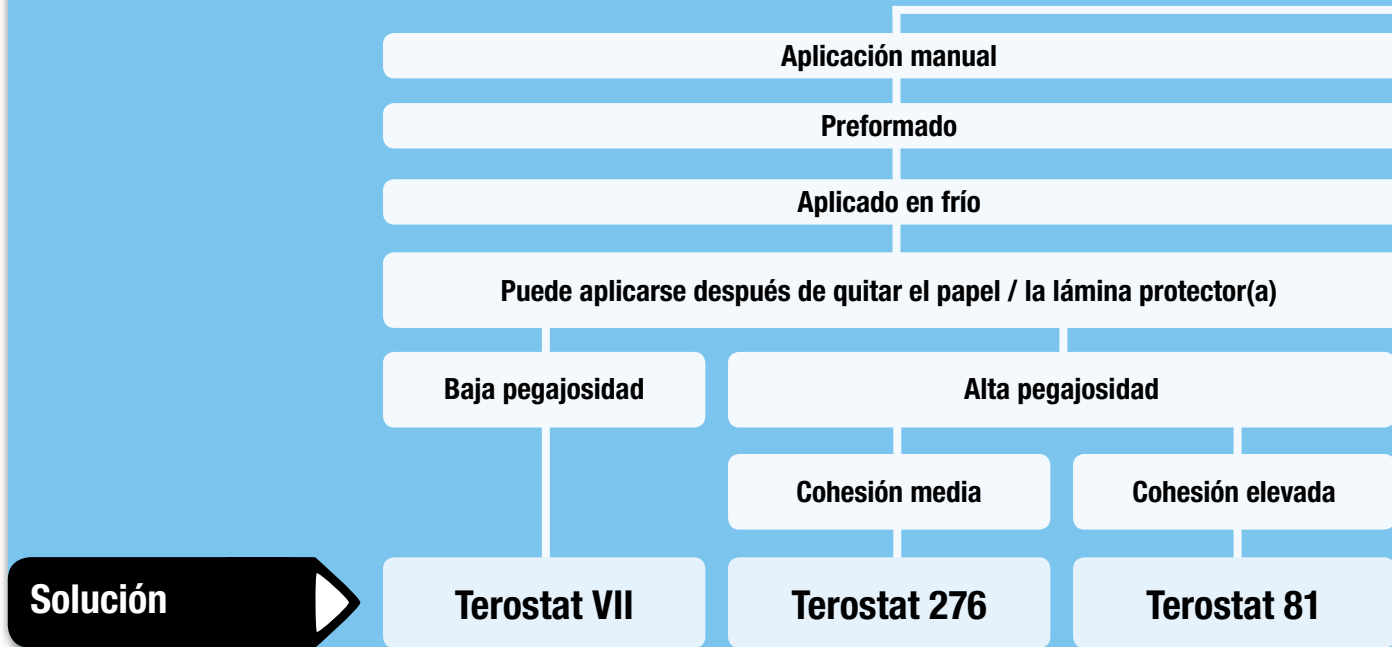 Aplicación manual
Preformado
Aplicado en frío
Puede aplicarse después de quitar el papel / la lámina protector(a)
Baja pegajosidad
Alta pegajosidad
Cohesión media
Cohesión elevada
Solución
Terostat VII
Terostat 276
Terostat 81